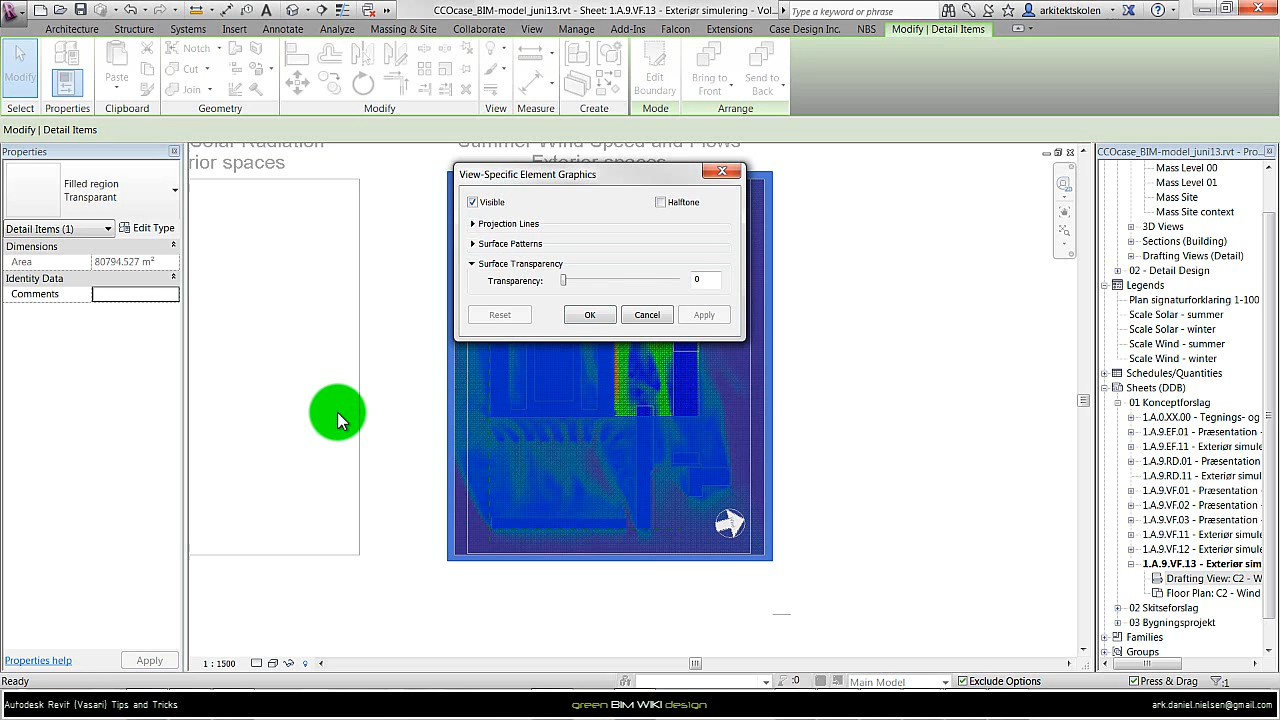 CCOcase_BIM-model_juni13.rvt - Sheet: 1.A.9.VF.13 - Exteriør simulering - Vol...
Type a keyword or phrase
arkitektskolen
Architecture Structure Systems Insert Annotate Analyze Massing & Site Collaborate View Manage Add-Ins Falcon Extensions Case Design Inc. NBS Modify | Detail Items
Modify
Paste
Notch
Cut
Join
Edit Boundary
Bring to Front
Send to Back
Select Properties Clipboard Geometry Modify View Measure Create Mode Arrange
Modify | Detail Items
Properties
Filled region
Transparant
Detail Items (1)
Edit Type
Dimensions
Area 80794.527 m²
Identity Data
Comments
Properties help
Apply
Solar Radiation
rior spaces
Summer Wind Speed and Flows
Exterior spaces
View-Specific Element Graphics
Visible
Halftone
Projection Lines
Surface Patterns
Surface Transparency
Transparency: 0
Reset OK Cancel Apply
CCOcase_BIM-model_juni13.rvt - Pro...
Mass Level 00
Mass Level 01
Mass Site
Mass Site context
3D Views
Sections (Building)
Drafting Views (Detail)
02 - Detail Design
Legends
Plan signaturforklaring 1-100
Scale Solar - summer
Scale Solar - winter
Scale Wind - summer
Scale Wind - winter
Schedules/Quantities
Sheets (DDB)
01 Konceptforslag
1.A.0.XX.00 - Tegnings- og
1.A.9.EF.01 - Præsentation
1.A.9.EF.11 - Exteriør simule
1.A.9.RD.01 - Præsentation
1.A.9.RD.11 - Exteriør simul
1.A.9.VF.01 - Præsentation
1.A.9.VF.02 - Præsentation
1.A.9.VF.03 - Præsentation
1.A.9.VF.11 - Exteriør simule
1.A.9.VF.12 - Exteriør simule
1.A.9.VF.13 - Exteriør sim
Drafting View: C2 - W
Floor Plan: C2 - Wind
02 Skitseforslag
03 Bygningsprojekt
Families
Groups
1 : 1500
Ready
:0
Main Model
Exclude Options
Press & Drag
:1
Autodesk Revit (Vasari) Tips and Tricks
green BIM WIKI design
ark.daniel.nielsen@gmail.com